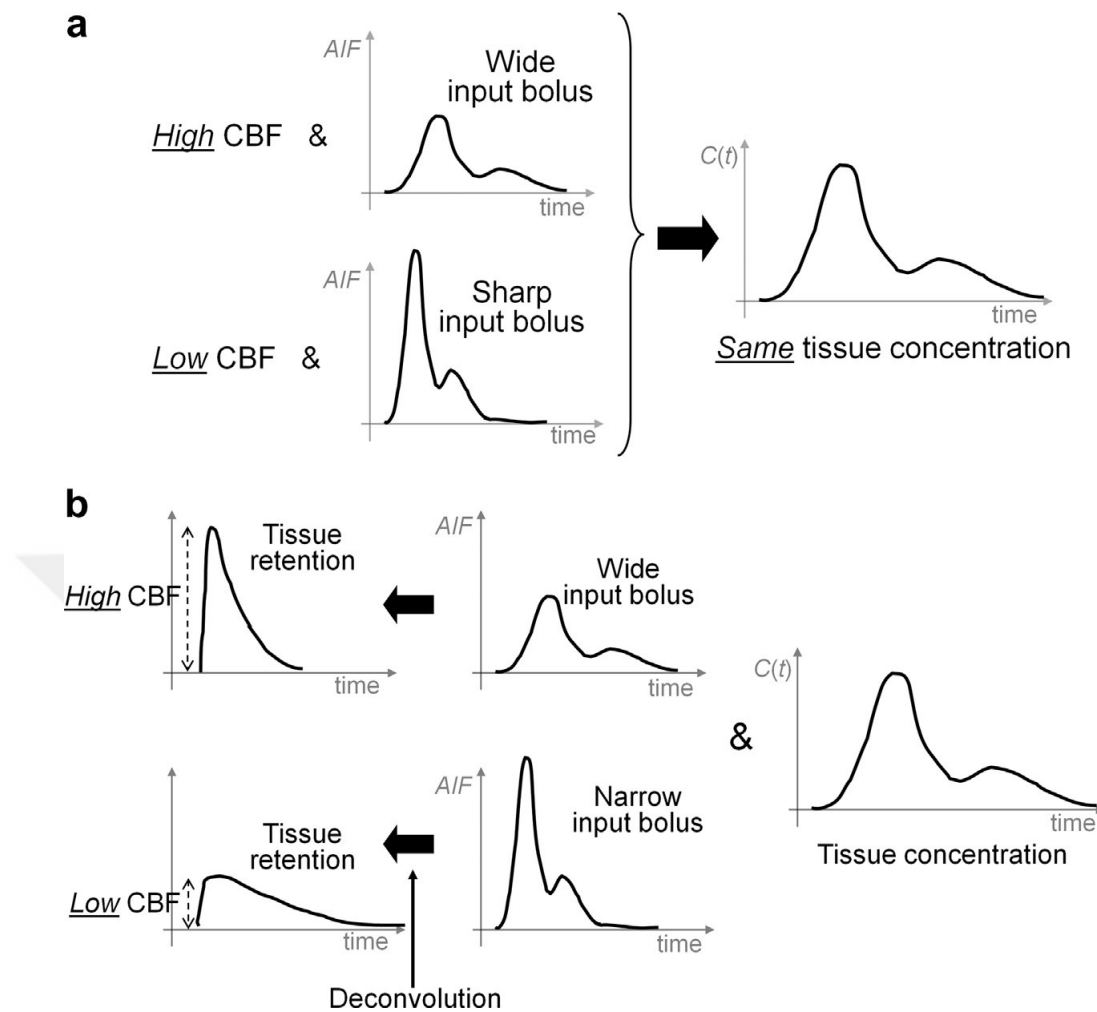 a
AIF
Wide
input bolus
High CBF &
time
AIF
Sharp
input bolus
Low CBF &
time
C(t)
time
Same tissue concentration
b
Tissue
retention
High CBF
time
AIF
Wide
input bolus
time
Tissue
retention
Low CBF
time
AIF
Narrow
input bolus
time
Deconvolution
&
C(t)
time
Tissue concentration